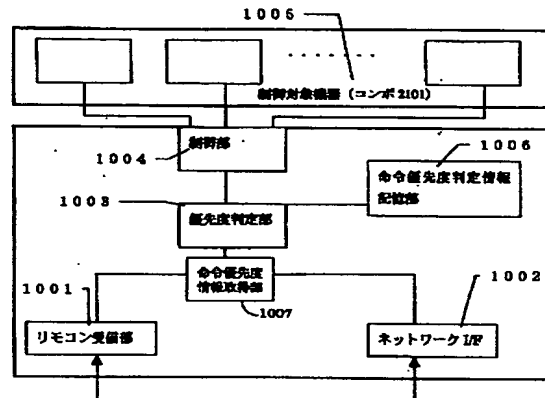 1005
制御対象機器（コンポ2101）
1004
制御部
1006
命令優先度判定情報
記憶部
1003
優先度判定部
命令優先度
情報取得部
1007
1001
リモコン受信部
1002
ネットワークI/F